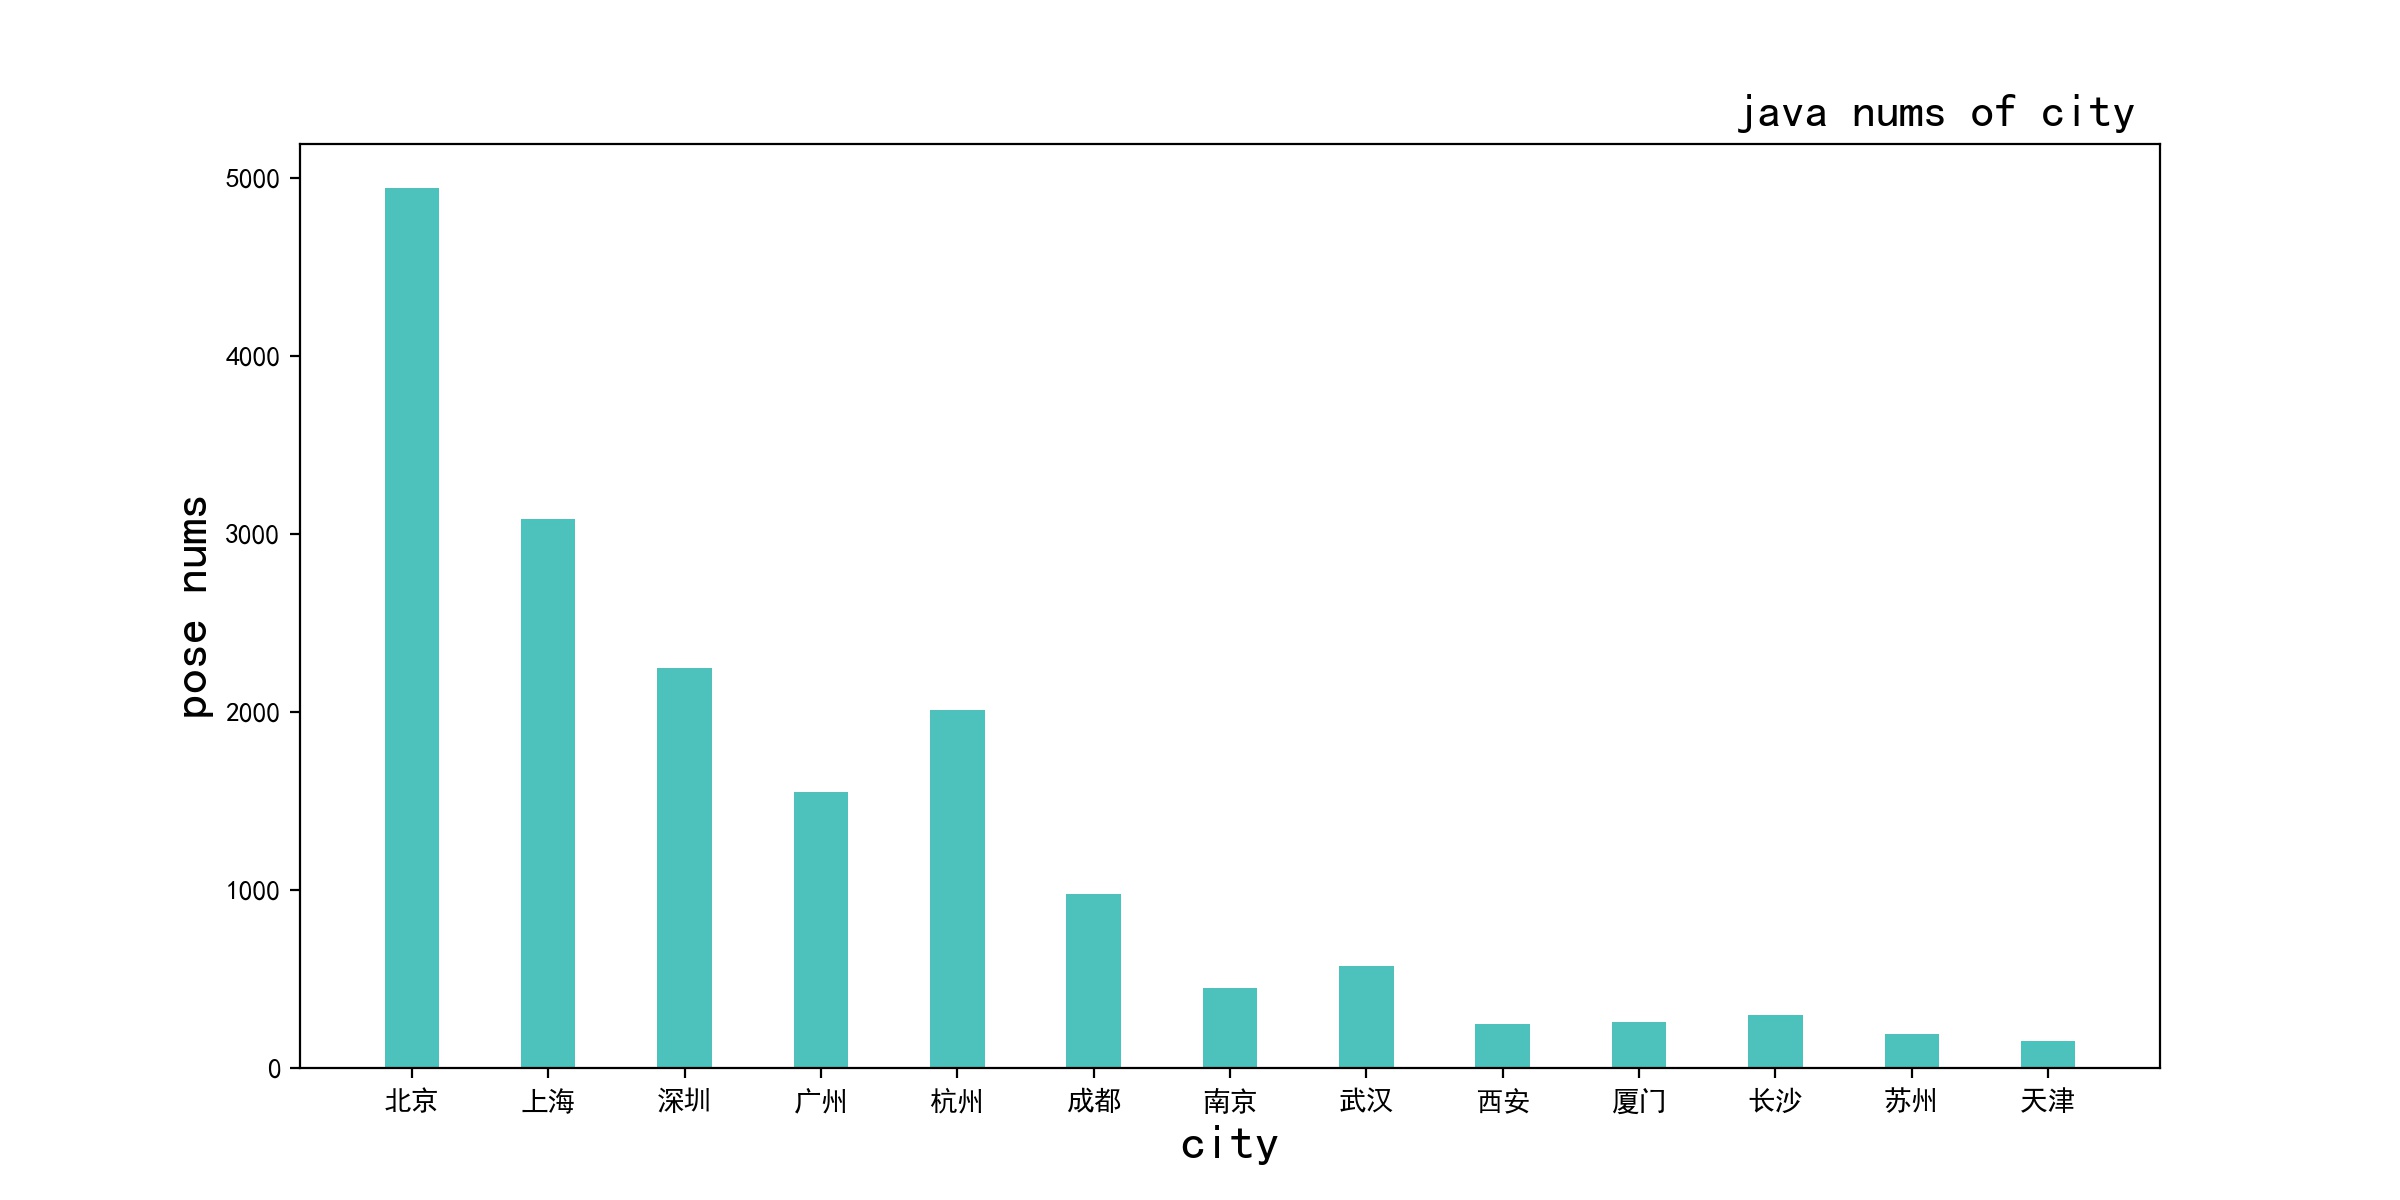 java nums of city
5000
4000
3000
2000
1000
0
pose nums
北京 上海 深圳 广州 杭州 成都 南京 武汉 西安 厦门 长沙 苏州 天津
city